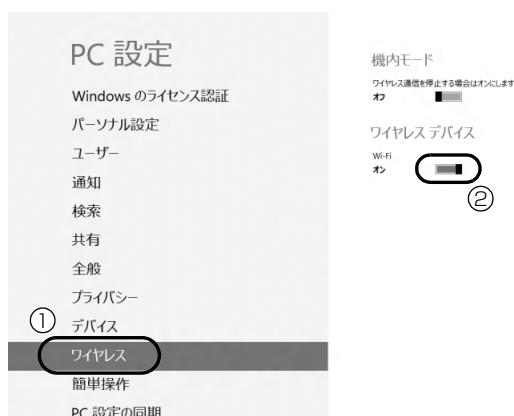 PC 設定
Windows のライセンス認証
パーソナル設定
ユーザー
通知
検索
共有
全般
プライバシー
① デバイス
ワイヤレス
簡単操作
PC 設定の同期
機内モード
ワイヤレス通信を停止する場合はオンにします
オフ
ワイヤレス デバイス
Wi-Fi
オン
②